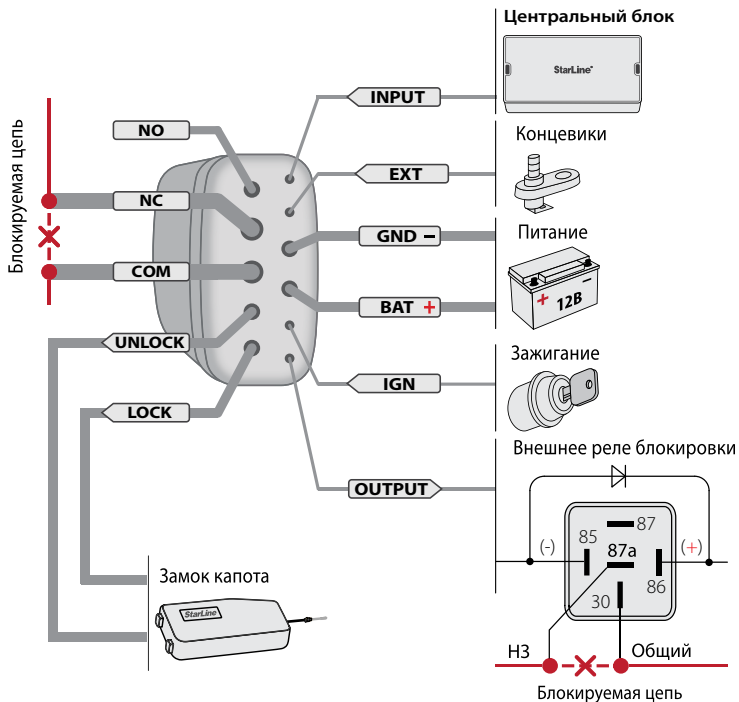 Центральный блок
StarLine
INPUT
Концевики
NO
EXT
Блокируемая цепь
NC
GND −
Питание
COM
BAT +
+ 12В −
UNLOCK
Зажигание
LOCK
IGN
Внешнее реле блокировки
OUTPUT
87
85
87a
(-)
(+)
86
30
Замок капота
StarLine
НЗ
Общий
Блокируемая цепь